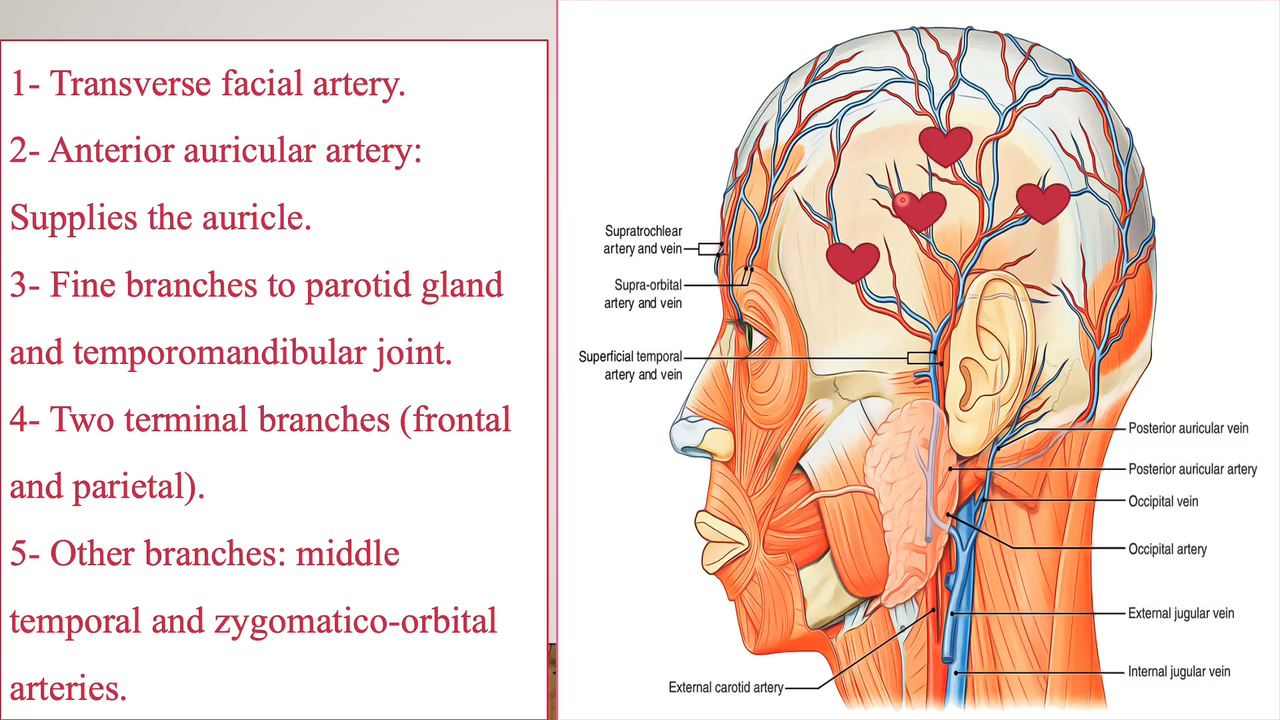 1- Transverse facial artery.
2- Anterior auricular artery:
Supplies the auricle.
3- Fine branches to parotid gland
and temporomandibular joint.
4- Two terminal branches (frontal
and parietal).
5- Other branches: middle
temporal and zygomatico-orbital
arteries.
Supratrochlear
artery and vein
Supra-orbital
artery and vein
Superficial temporal
artery and vein
External carotid artery
Posterior auricular vein
Posterior auricular artery
Occipital vein
Occipital artery
External jugular vein
Internal jugular vein